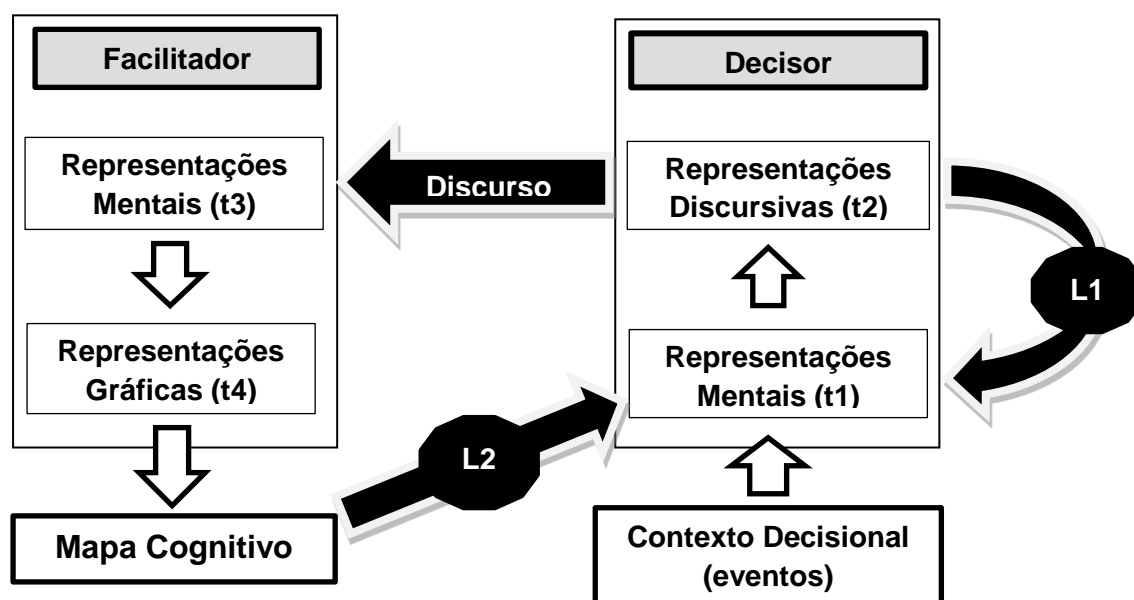 Facilitador
Representações
Mentais (t3)
Representações
Gráficas (t4)
Mapa Cognitivo
Discurso
L2
Decisor
Representações
Discursivas (t2)
Representações
Mentais (t1)
Contexto Decisional
(eventos)
L1